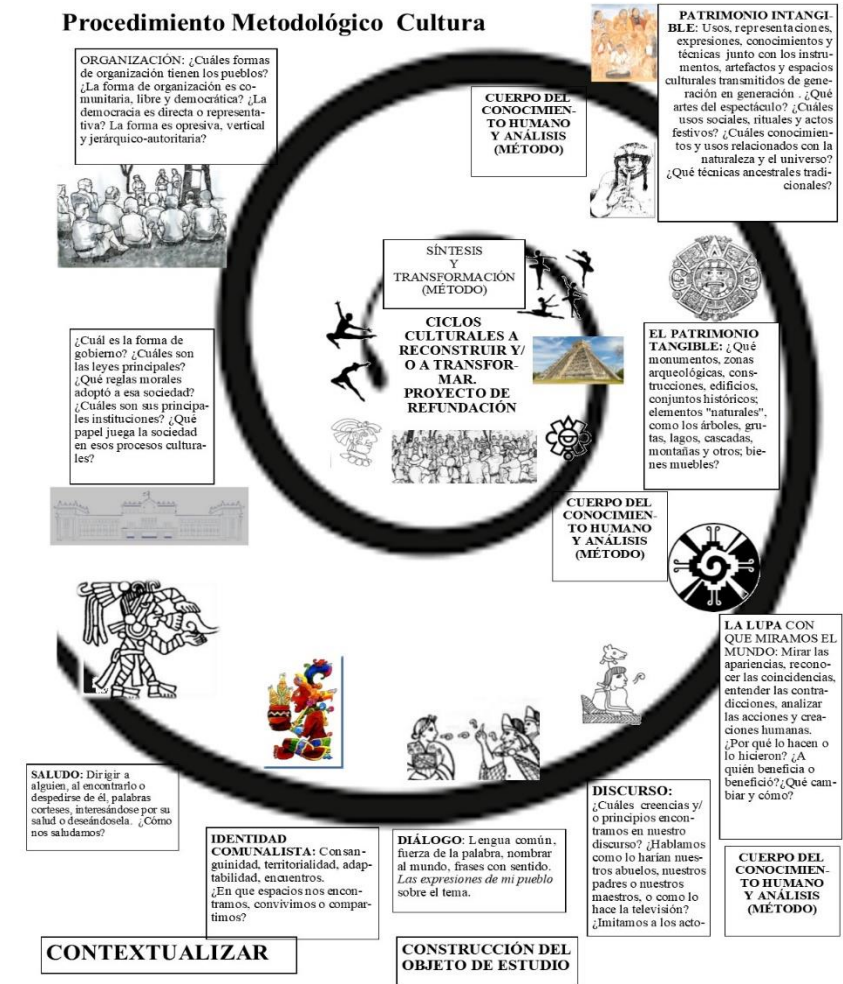 Procedimiento Metodológico Cultura
ORGANIZACIÓN: ¿Cuáles formas
de organización tienen los pueblos?
¿La forma de organización es co-
munitaria, libre y democrática? ¿La
democracia es directa o representa-
tiva? La forma es opresiva, vertical
y jerárquico-autoritaria?
CUERPO DEL
CONOCIMIEN-
TO HUMANO
Y ANÁLISIS
(MÉTODO)
PATRIMONIO INTANGI-
BLE: Usos, representaciones,
expresiones, conocimientos y
técnicas junto con los instru-
mentos, artefactos y espacios
culturales transmitidos de gene-
ración en generación . ¿Qué
artes del espectáculo? ¿Cuáles
usos sociales, rituales y actos
festivos? ¿Cuáles conocimien-
tos y usos relacionados con la
naturaleza y el universo?
¿Qué técnicas ancestrales tradi-
cionales?
SÍNTESIS
Y
TRANSFORMACIÓN
(MÉTODO)
CICLOS
CULTURALES A
RECONSTRUIR Y/
O A TRANSFOR-
MAR.
PROYECTO DE
REFUNDACIÓN
¿Cuál es la forma de
gobierno? ¿Cuáles son
las leyes principales?
¿Qué reglas morales
adoptó a esa sociedad?
¿Cuáles son sus principa-
les instituciones? ¿Qué
papel juega la sociedad
en esos procesos cultura-
les?
EL PATRIMONIO
TANGIBLE: ¿Qué
monumentos, zonas
arqueológicas, cons-
trucciones, edificios,
conjuntos históricos;
elementos "naturales",
como los árboles, gru-
tas, lagos, cascadas,
montañas y otros; bie-
nes muebles?
CUERPO DEL
CONOCIMIEN-
TO HUMANO
Y ANÁLISIS
(MÉTODO)
LA LUPA CON
QUE MIRAMOS EL
MUNDO: Mirar las
apariencias, recono-
cer las coincidencias,
entender las contra-
dicciones, analizar
las acciones y crea-
ciones humanas.
¿Por qué lo hacen o
lo hicieron? ¿A
quién beneficia o
benefició?¿Qué cam-
biar y cómo?
SALUDO: Dirigir a
alguien, al encontrarlo o
despedirse de él, palabras
corteses, interesándose por su
salud o deseándosela. ¿Cómo
nos saludamos?
IDENTIDAD
COMUNALISTA: Consan-
guinidad, territorialidad, adap-
tabilidad, encuentros.
¿En que espacios nos encon-
tramos, convivimos o compar-
timos?
DIÁLOGO: Lengua común,
fuerza de la palabra, nombrar
al mundo, frases con sentido.
Las expresiones de mi pueblo
sobre el tema.
DISCURSO:
¿Cuáles creencias y/
o principios encon-
tramos en nuestro
discurso? ¿Hablamos
como lo harían nues-
tros abuelos, nuestros
padres o nuestros
maestros, o como lo
hace la televisión?
¿Imitamos a los acto-
CUERPO DEL
CONOCIMIEN-
TO HUMANO
Y ANÁLISIS
(MÉTODO)
CONTEXTUALIZAR
CONSTRUCCIÓN DEL
OBJETO DE ESTUDIO